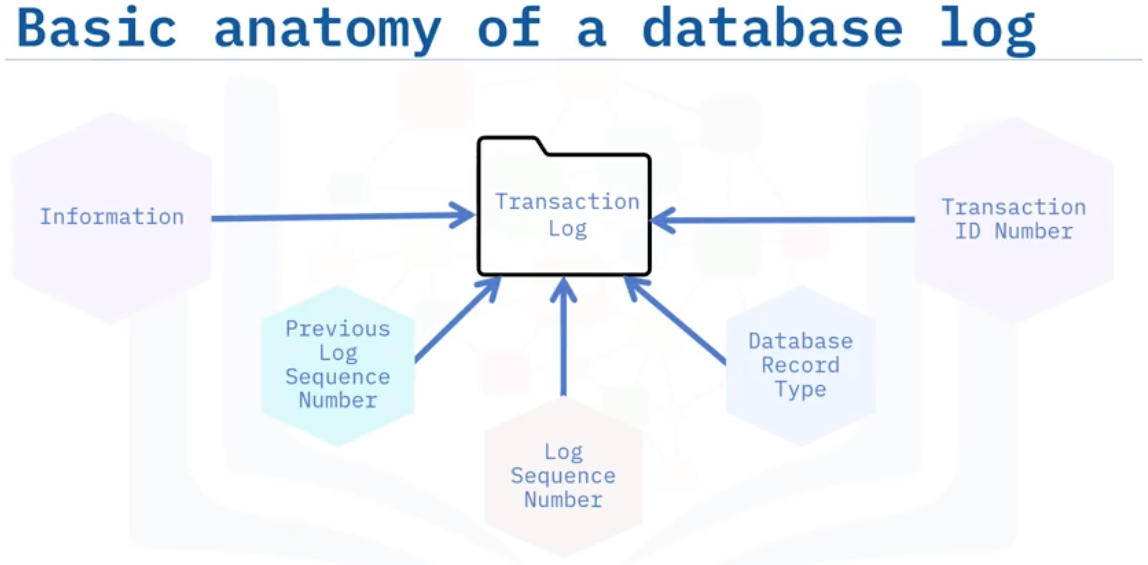 Basic anatomy of a database log
Information
Transaction
Log
Transaction
ID Number
Previous
Log
Sequence
Number
Log
Sequence
Number
Database
Record
Type